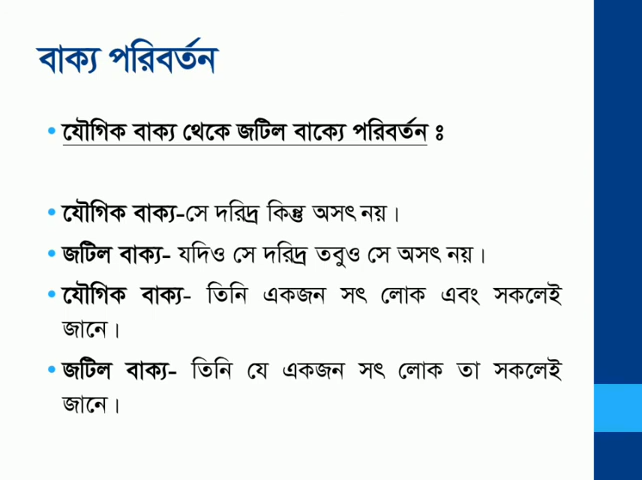 বাক্য পরিবর্তন
• যৌগিক বাক্য থেকে জটিল বাক্যে পরিবর্তন ঃ
• যৌগিক বাক্য-সে দরিদ্র কিন্তু অসৎ নয়।
• জটিল বাক্য- যদিও সে দরিদ্র তবুও সে অসৎ নয়।
• যৌগিক বাক্য- তিনি একজন সৎ লোক এবং সকলেই
জানে।
• জটিল বাক্য- তিনি যে একজন সৎ লোক তা সকলেই
জানে।